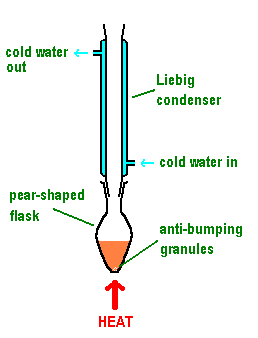 cold water
out
Liebig
condenser
cold water in
pear-shaped
flask
anti-bumping
granules
HEAT